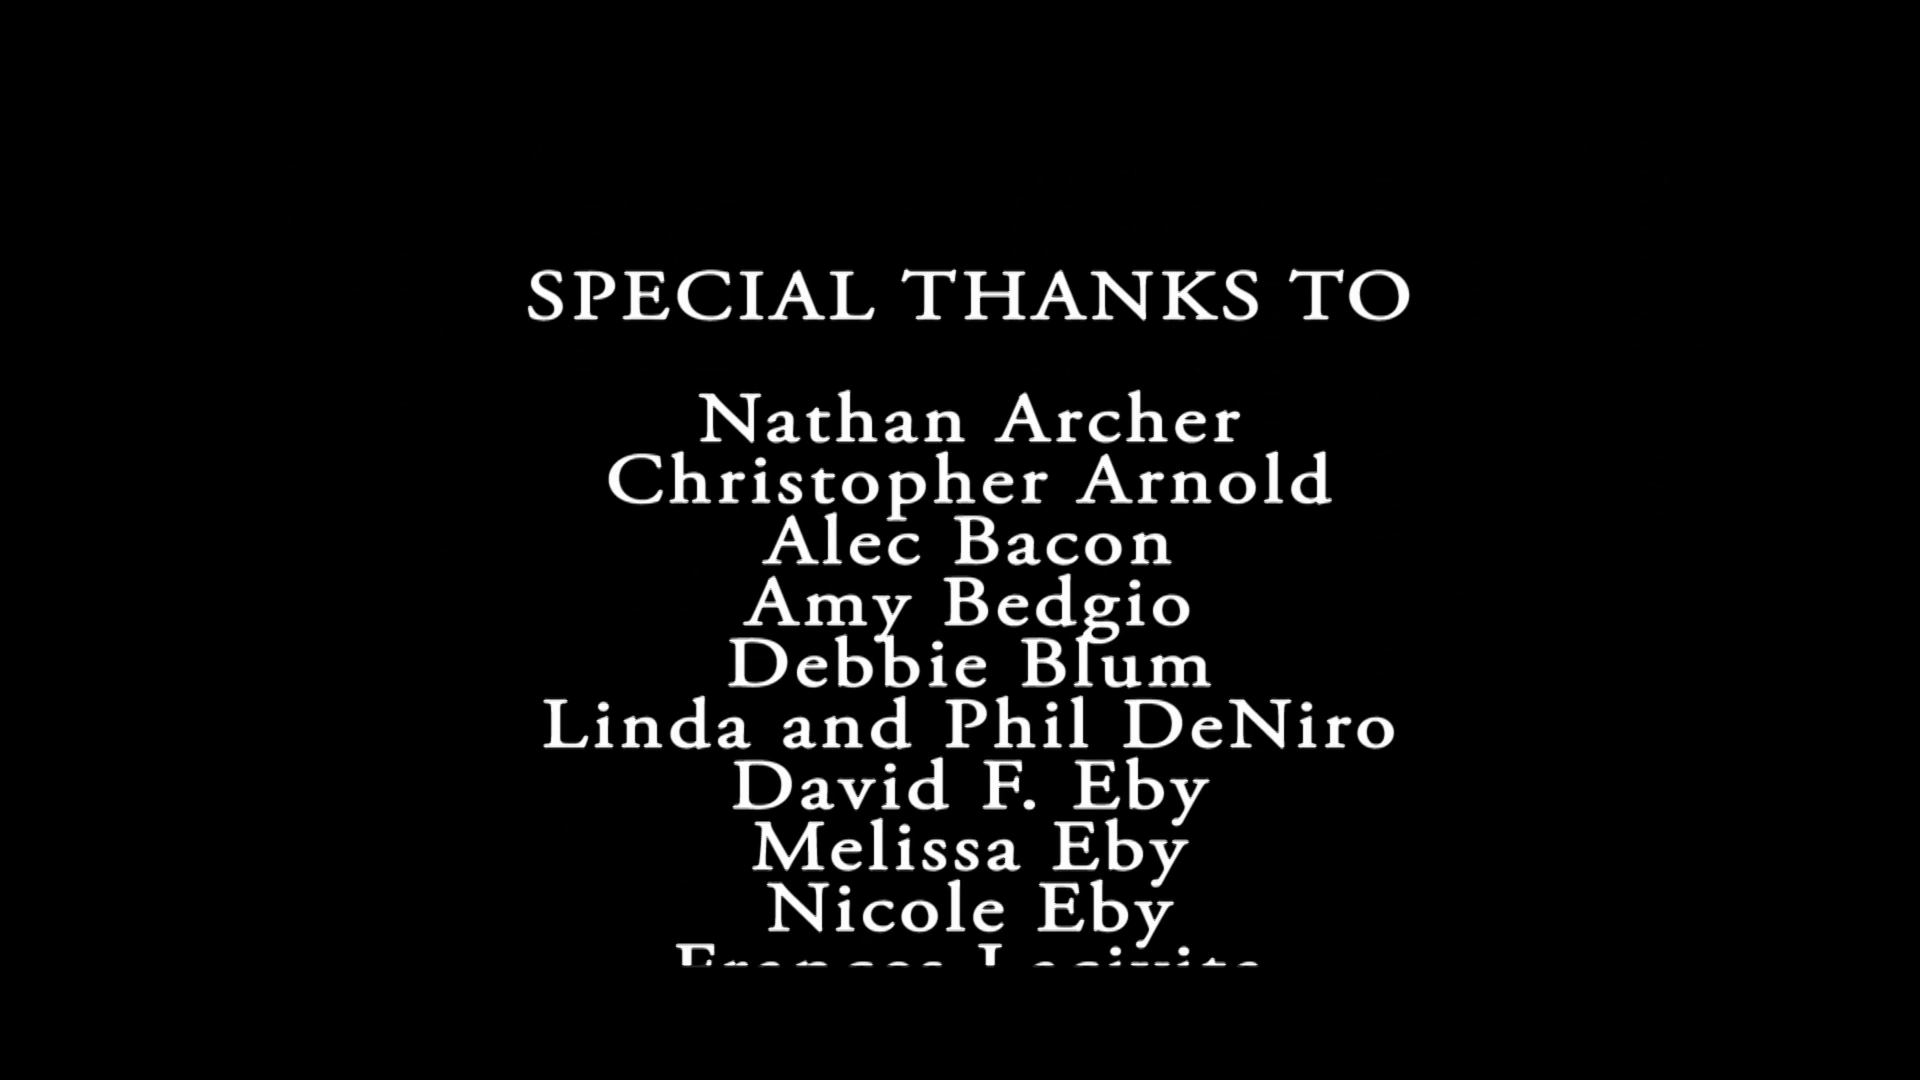 SPECIAL THANKS TO
Nathan Archer
Christopher Arnold
Alec Bacon
Amy Bedgio
Debbie Blum
Linda and Phil DeNiro
David F. Eby
Melissa Eby
Nicole Eby
Frances